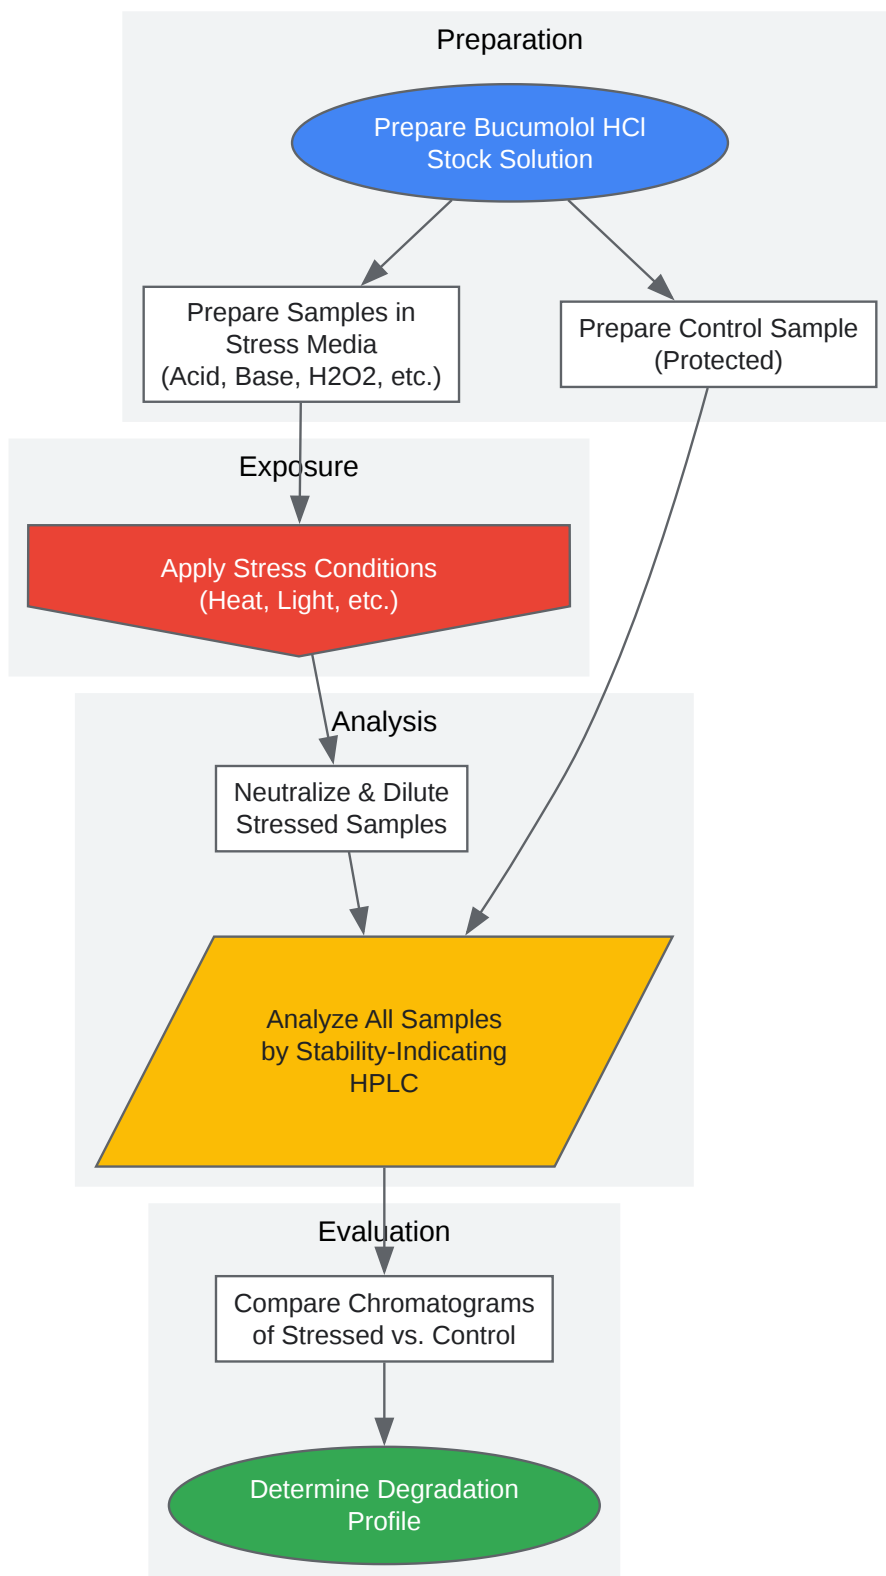 Preparation
Prepare Bucumolol HCl
Stock Solution
Prepare Samples in
Stress Media
(Acid, Base, H2O2, etc.)
Prepare Control Sample
(Protected)
Exposure
Apply Stress Conditions
(Heat, Light, etc.)
Analysis
Neutralize & Dilute
Stressed Samples
Analyze All Samples
by Stability-Indicating
HPLC
Evaluation
Compare Chromatograms
of Stressed vs. Control
Determine Degradation
Profile